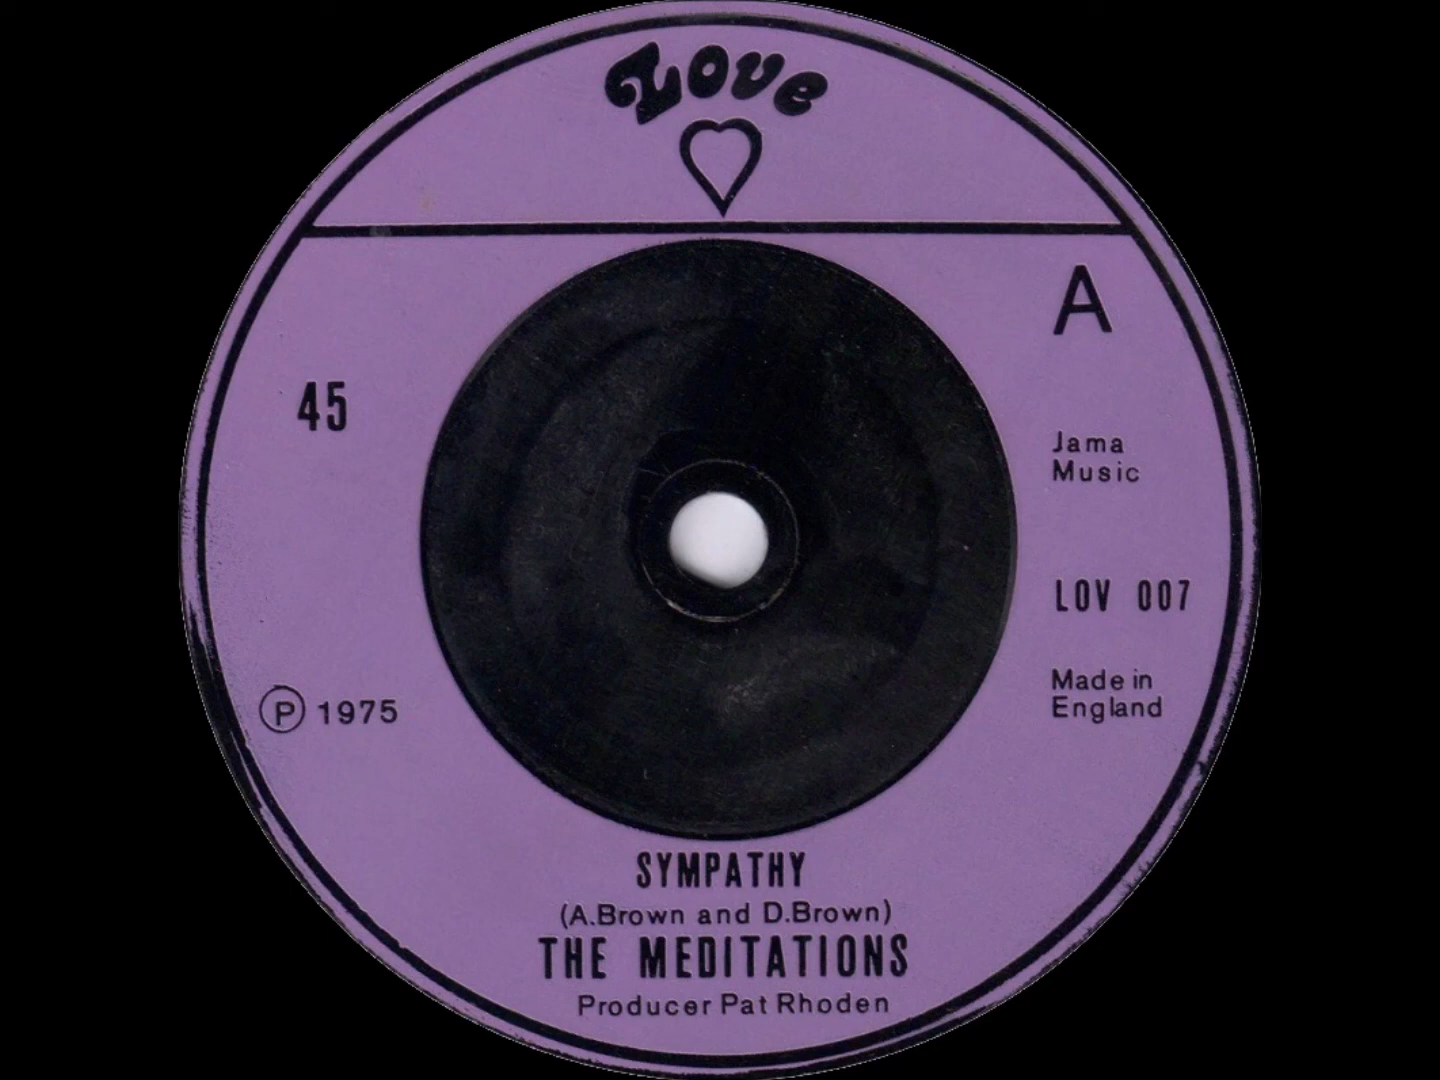 Love
A
45
Jama
Music
LOV 007
Made in
England
Ⓟ 1975
SYMPATHY
(A.Brown and D.Brown)
THE MEDITATIONS
Producer Pat Rhoden